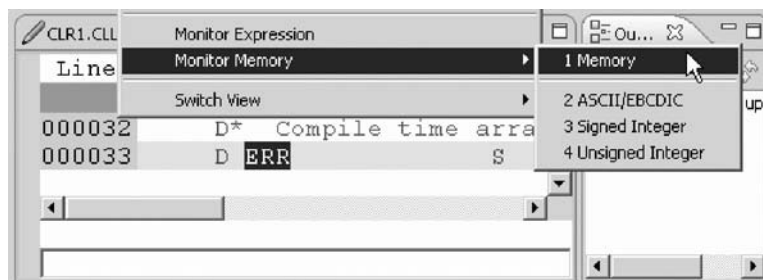 CLR1.CLL
Monitor Expression
Ou...
Line
Monitor Memory
1 Memory
Switch View
2 ASCII/EBCDIC
up
000032 D* Compile time arra
3 Signed Integer
000033 D ERR S
4 Unsigned Integer